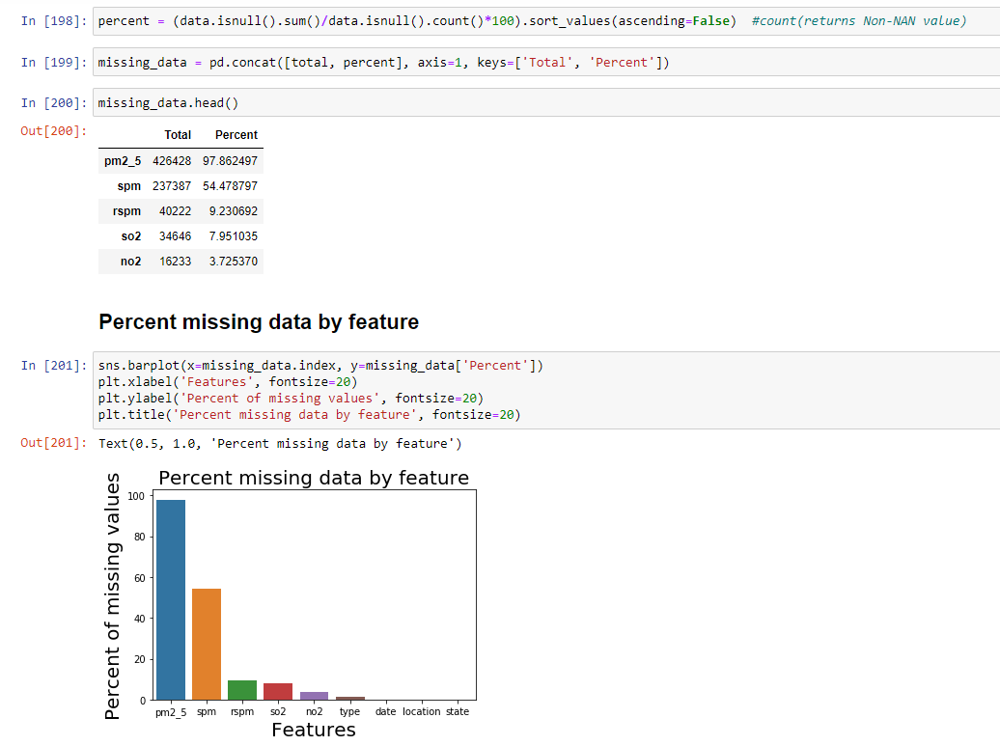 In [198]: percent = (data.isnull().sum()/data.isnull().count()*100).sort_values(ascending=False)  #count(returns Non-NAN value)
In [199]: missing_data = pd.concat([total, percent], axis=1, keys=['Total', 'Percent'])
In [200]: missing_data.head()
Out[200]:
Total Percent
pm2_5 426428 97.862497
spm 237387 54.478797
rspm 40222 9.230692
so2 34646 7.951035
no2 16233 3.725370
Percent missing data by feature
In [201]: sns.barplot(x=missing_data.index, y=missing_data['Percent'])
plt.xlabel('Features', fontsize=20)
plt.ylabel('Percent of missing values', fontsize=20)
plt.title('Percent missing data by feature', fontsize=20)
Out[201]: Text(0.5, 1.0, 'Percent missing data by feature')
Percent missing data by feature
Percent of missing values
100
80
60
40
20
0
pm2_5 spm rspm so2 no2 type date location state
Features